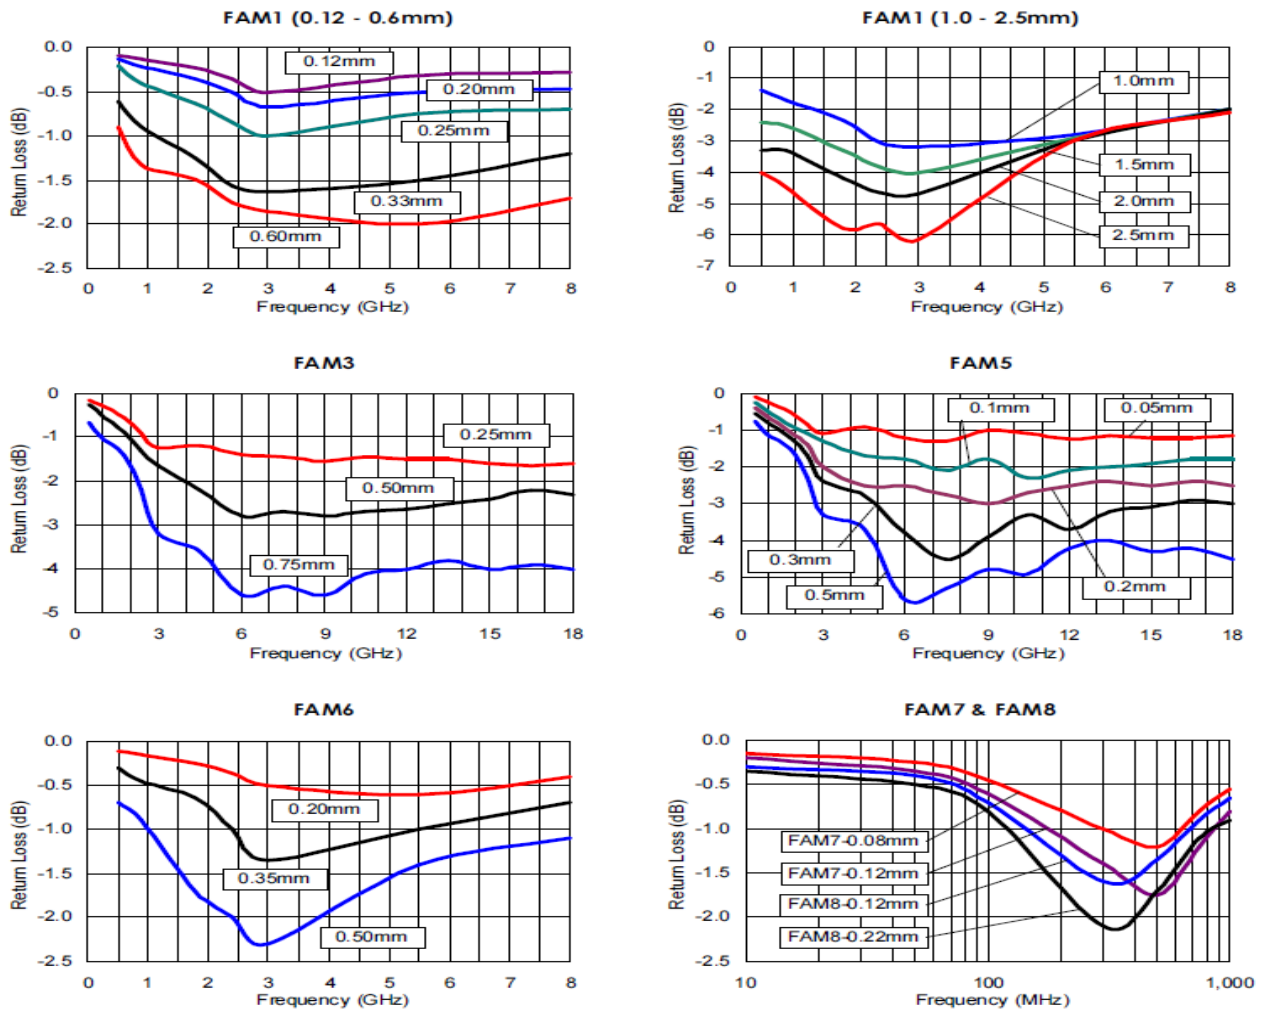 FAM1 (0.12 - 0.6mm)
0.0
-0.5
-1.0
-1.5
-2.0
-2.5
Return Loss (dB)
0.12mm
0.20mm
0.25mm
0.33mm
0.60mm
0 1 2 3 4 5 6 7 8
Frequency (GHz)
FAM1 (1.0 - 2.5mm)
0
-1
-2
-3
-4
-5
-6
-7
Return Loss (dB)
1.0mm
1.5mm
2.0mm
2.5mm
0 1 2 3 4 5 6 7 8
Frequency (GHz)
FAM3
0
-1
-2
-3
-4
-5
Return Loss (dB)
0.25mm
0.50mm
0.75mm
0 3 6 9 12 15 18
Frequency (GHz)
FAM5
0
-1
-2
-3
-4
-5
-6
Return Loss (dB)
0.1mm 0.05mm
0.3mm
0.5mm
0.2mm
0 3 6 9 12 15 18
Frequency (GHz)
FAM6
0.0
-0.5
-1.0
-1.5
-2.0
-2.5
Return Loss (dB)
0.20mm
0.35mm
0.50mm
0 1 2 3 4 5 6 7 8
Frequency (GHz)
FAM7 & FAM8
0.0
-0.5
-1.0
-1.5
-2.0
-2.5
Return Loss (dB)
FAM7-0.08mm
FAM7-0.12mm
FAM8-0.12mm
FAM8-0.22mm
10 100 1,000
Frequency (MHz)